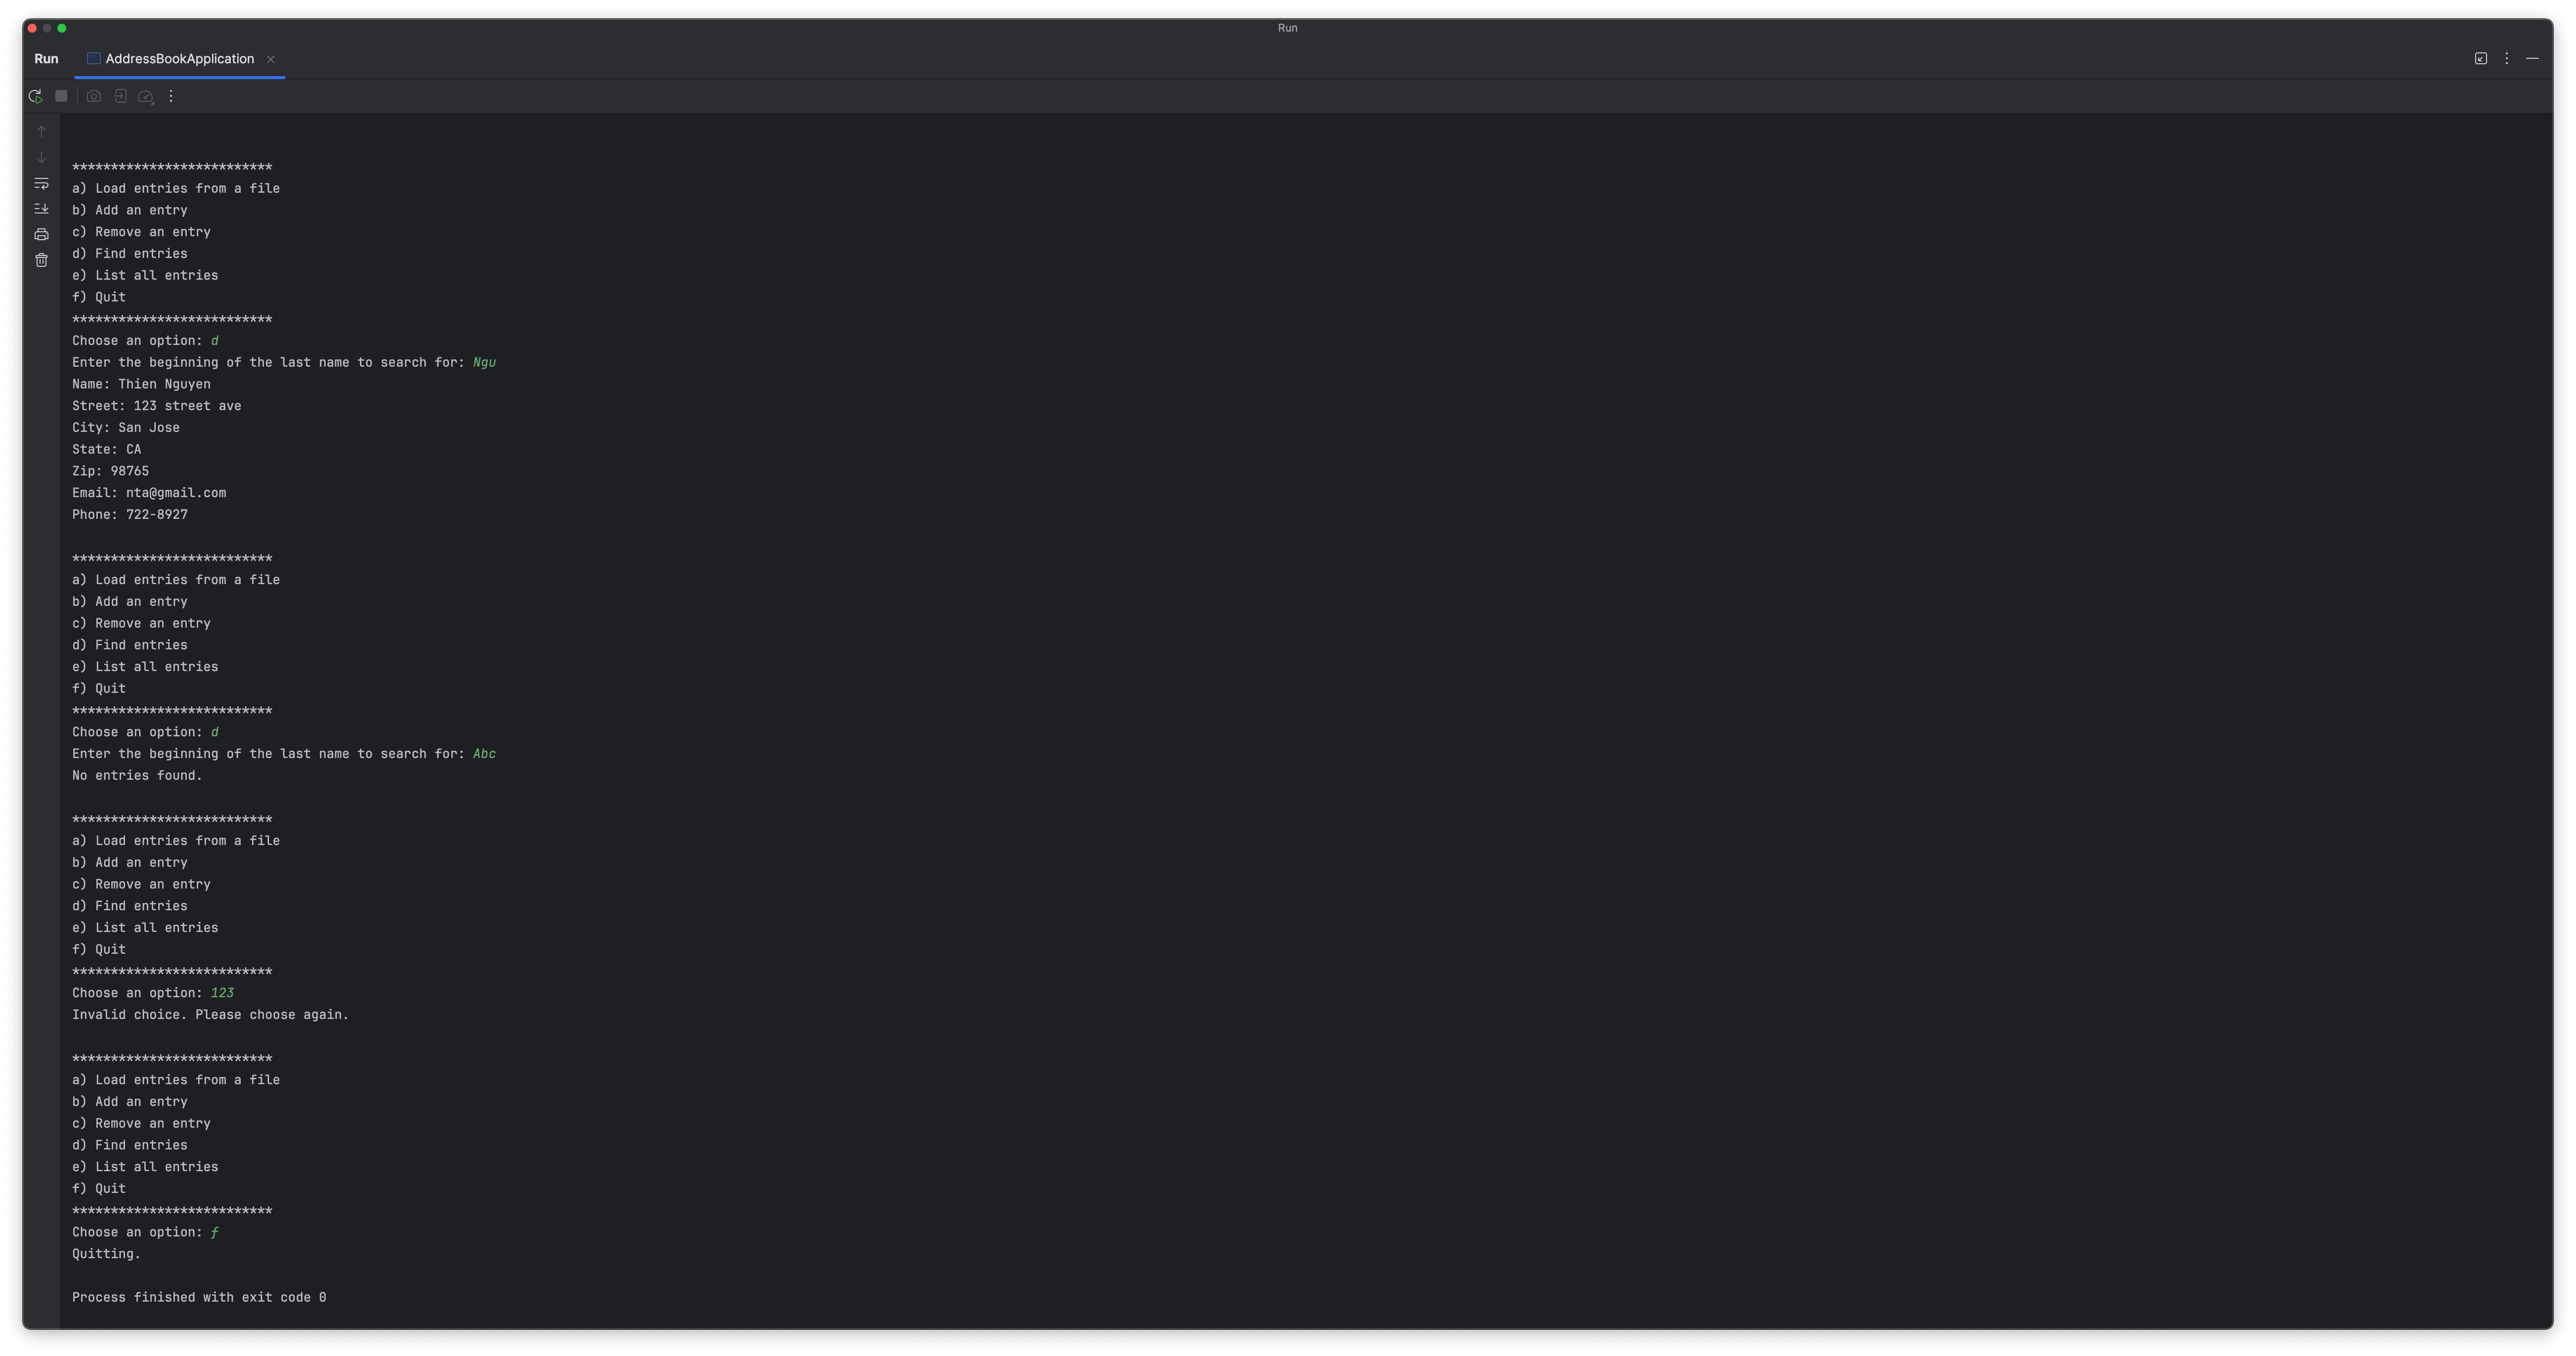 Run
Run AddressBookApplication
**************************
a) Load entries from a file
b) Add an entry
c) Remove an entry
d) Find entries
e) List all entries
f) Quit
**************************
Choose an option: d
Enter the beginning of the last name to search for: Ngu
Name: Thien Nguyen
Street: 123 street ave
City: San Jose
State: CA
Zip: 98765
Email: nta@gmail.com
Phone: 722-8927
**************************
a) Load entries from a file
b) Add an entry
c) Remove an entry
d) Find entries
e) List all entries
f) Quit
**************************
Choose an option: d
Enter the beginning of the last name to search for: Abc
No entries found.
**************************
a) Load entries from a file
b) Add an entry
c) Remove an entry
d) Find entries
e) List all entries
f) Quit
**************************
Choose an option: 123
Invalid choice. Please choose again.
**************************
a) Load entries from a file
b) Add an entry
c) Remove an entry
d) Find entries
e) List all entries
f) Quit
**************************
Choose an option: f
Quitting.
Process finished with exit code 0